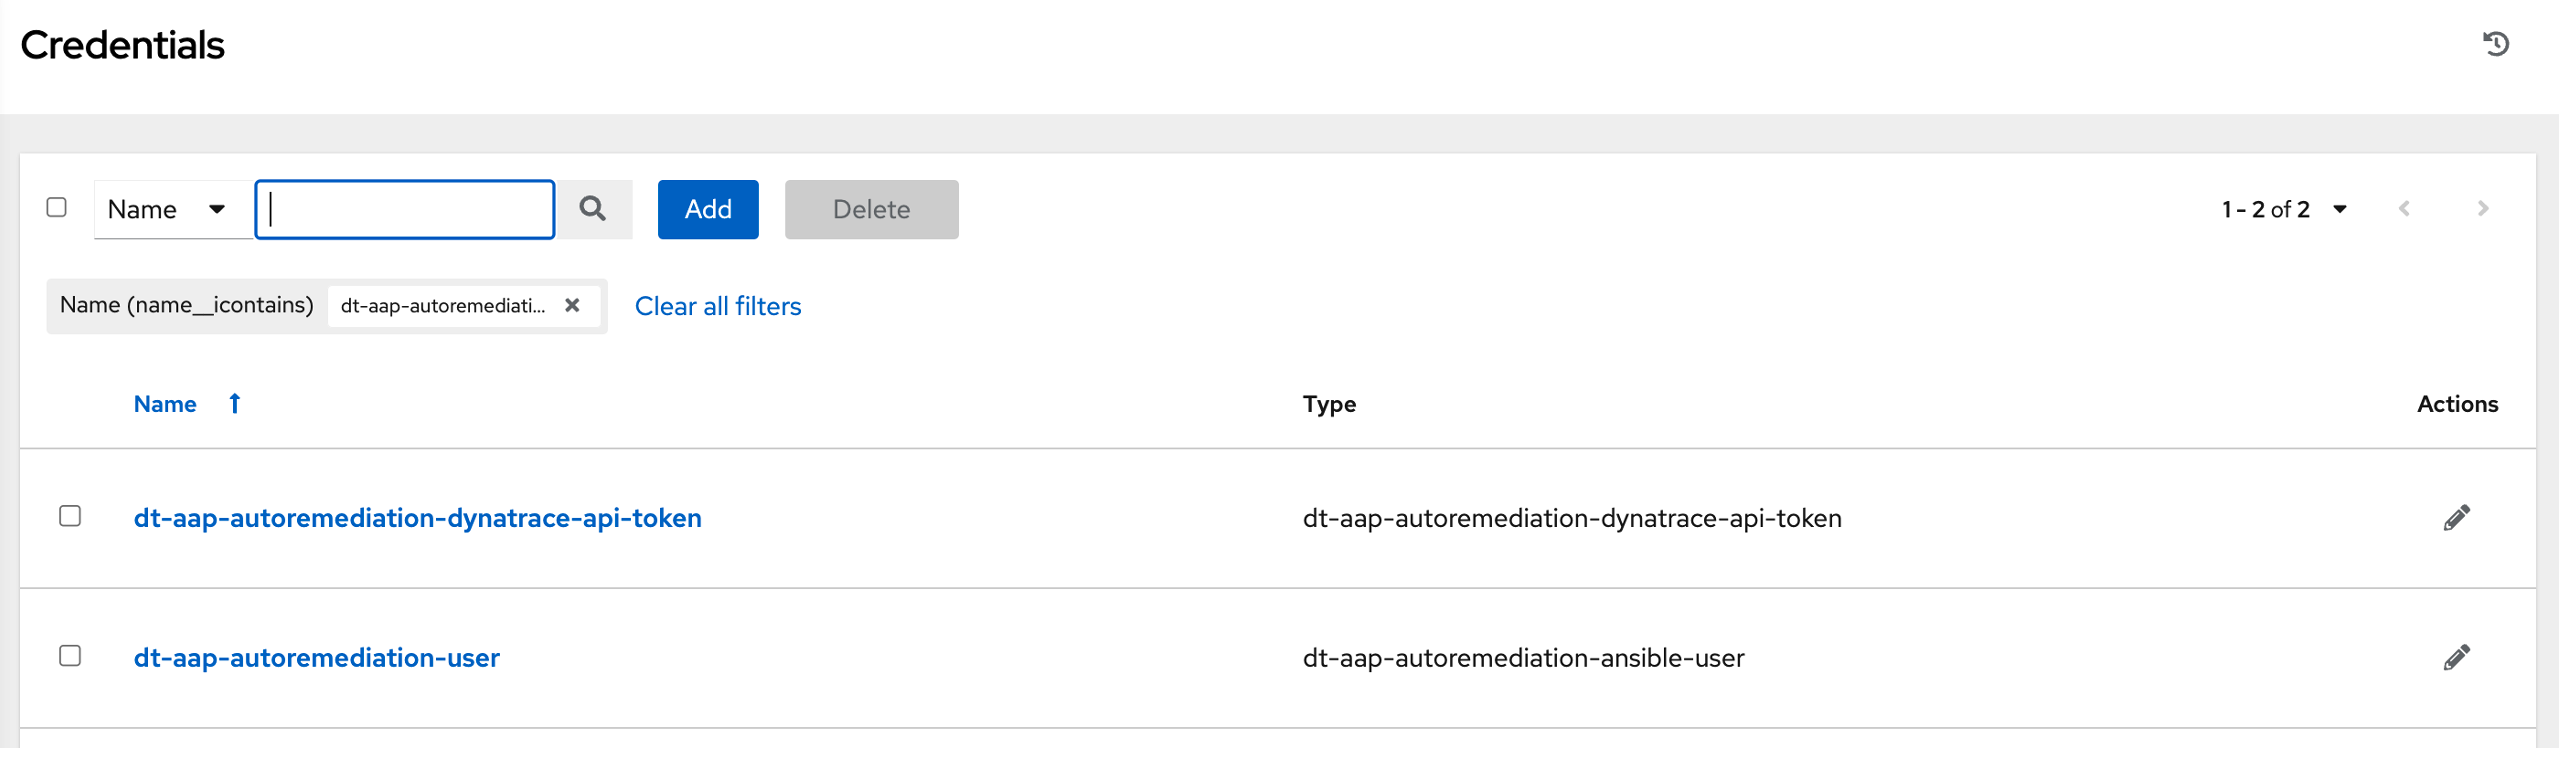 Credentials
Name
Add
Delete
1 - 2 of 2
Name (name__icontains)
dt-aap-autoremediati...
Clear all filters
Name
Type
Actions
dt-aap-autoremediation-dynatrace-api-token
dt-aap-autoremediation-dynatrace-api-token
dt-aap-autoremediation-user
dt-aap-autoremediation-ansible-user